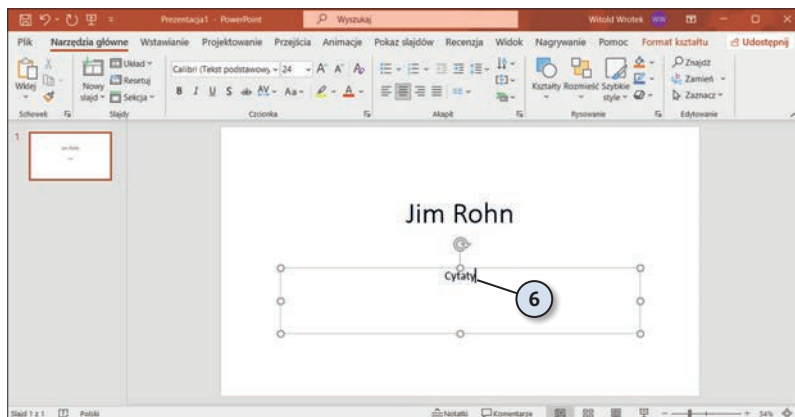 Prezentacja1 - PowerPoint
Wyszukaj
Witold Wrotek WW
Plik Narzędzia główne Wstawianie Projektowanie Przejścia Animacje Pokaz slajdów Recenzja Widok Nagrywanie Pomoc Format kształtu Udostępnij
Wklej
Nowy slajd
Układ
Resetuj
Sekcja
Calibri (Tekst podstawowy) 24
B I U S ab AV Aa
Kształty Rozmieść Szybkie style
Znajdź
Zamień
Zaznacz
Schowek Slajdy Czcionka Akapit Rysowanie Edytowanie
1
Jim Rohn
Cytaty
6
Slajd 1 z 1 Polski Notatki Komentarze 54%